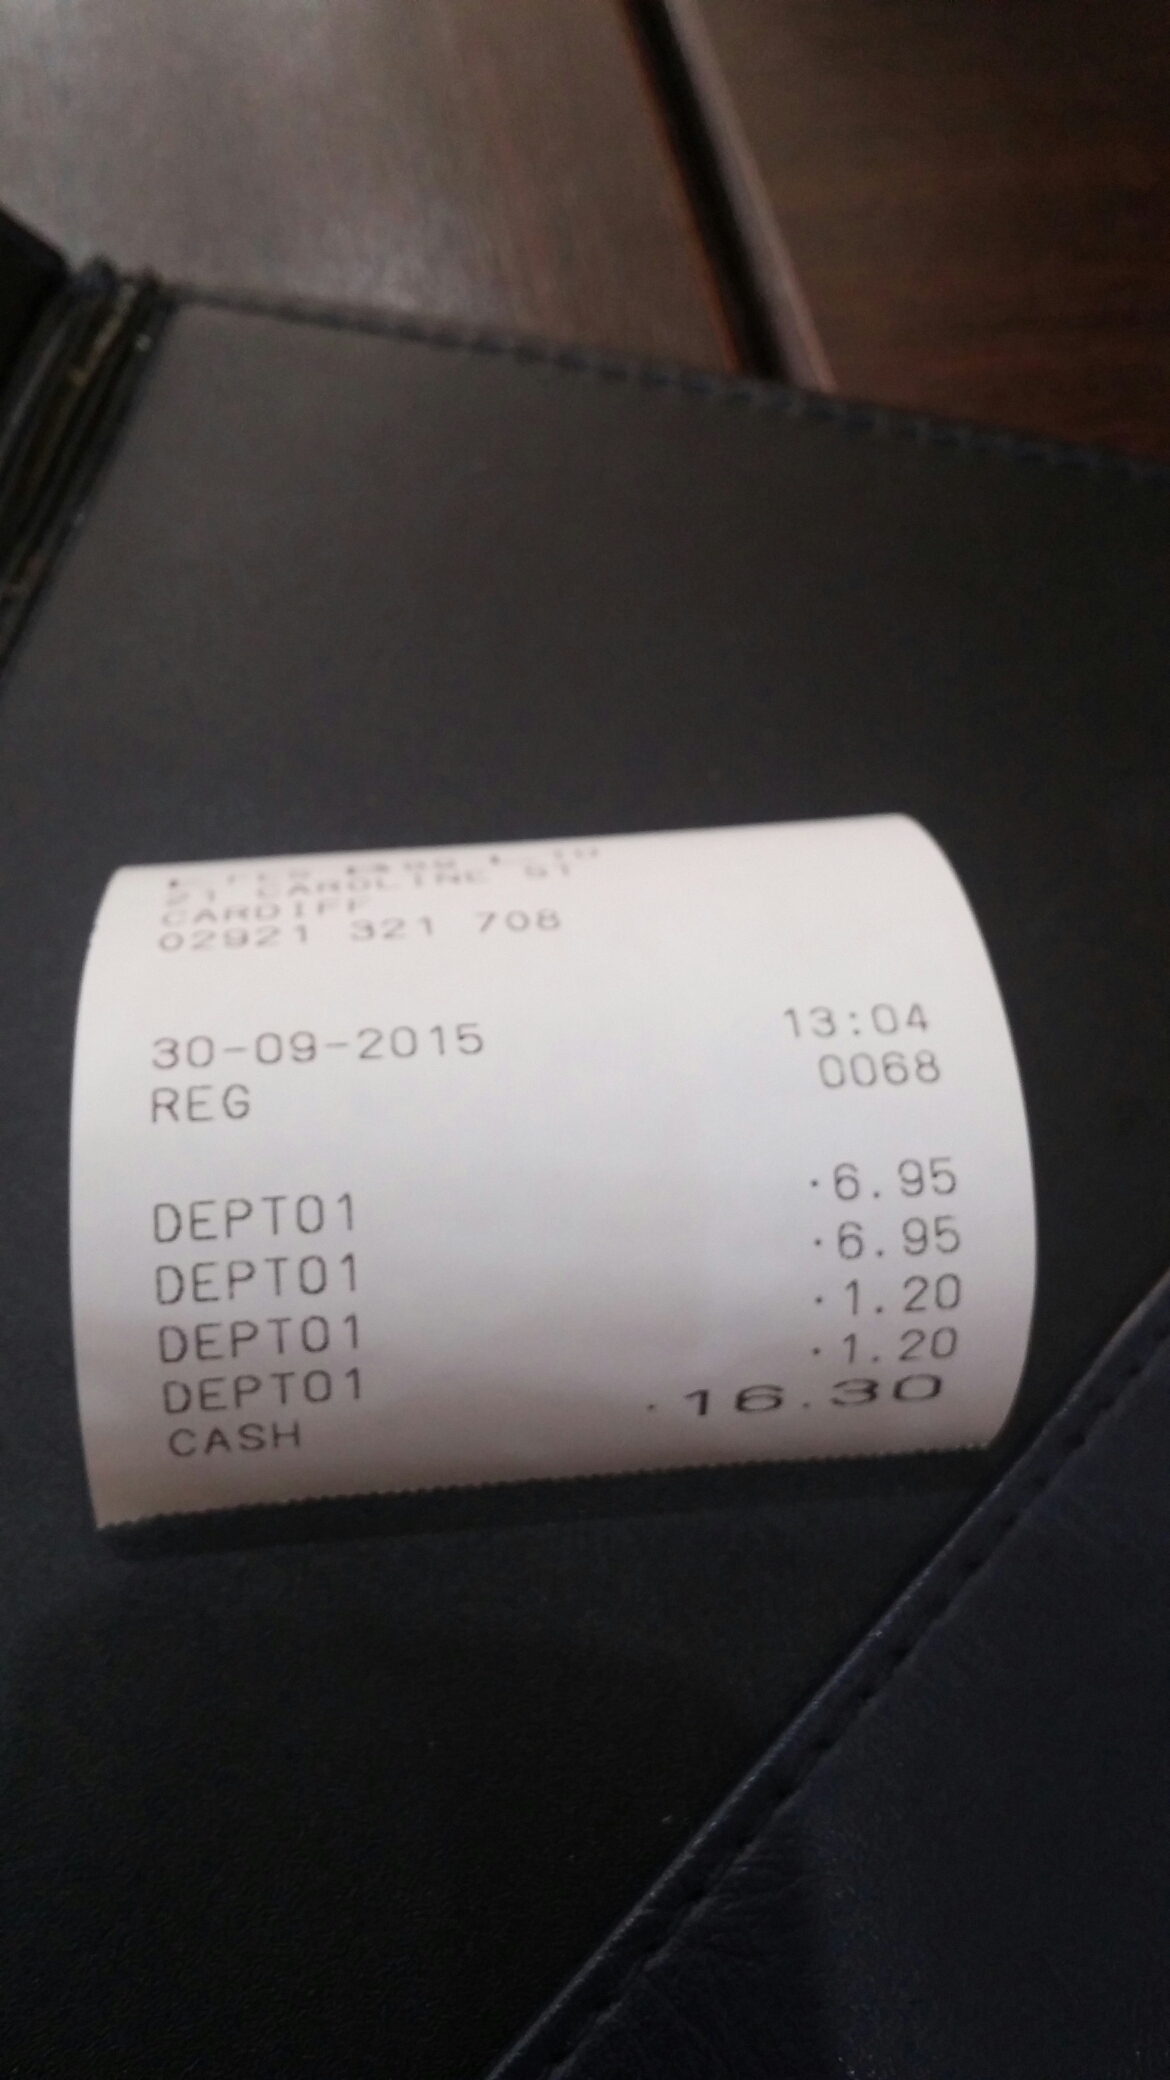 21 CAROLINE ST
CARDIFF
02921 321 708
30-09-2015 13:04
REG 0068
DEPT01 ·6.95
DEPT01 ·6.95
DEPT01 ·1.20
DEPT01 ·1.20
CASH ·16.30